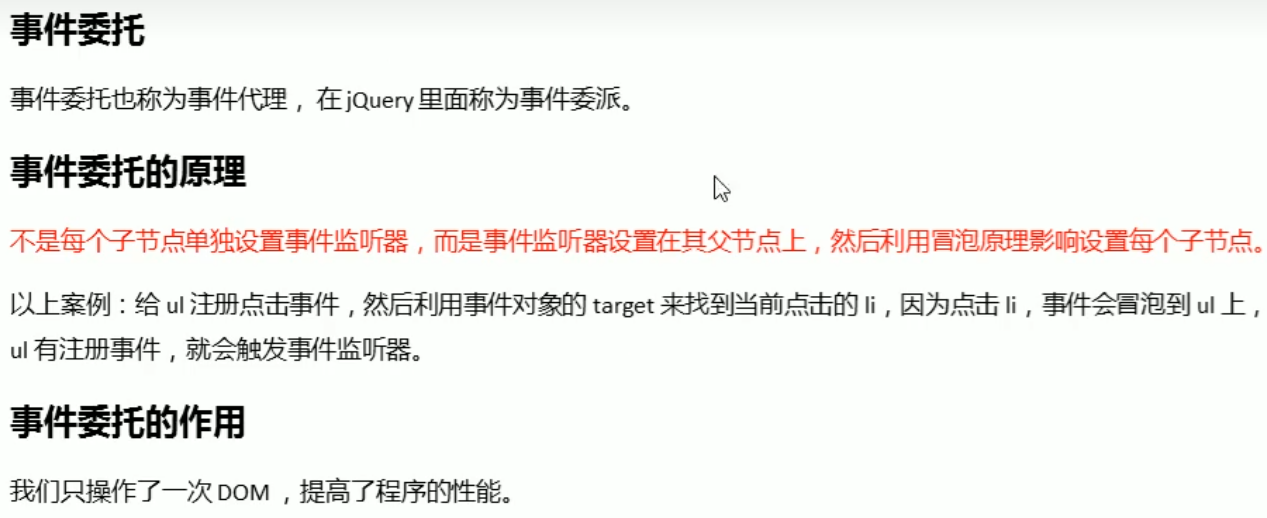 事件委托
事件委托也称为事件代理，在 jQuery 里面称为事件委派。
事件委托的原理
不是每个子节点单独设置事件监听器，而是事件监听器设置在其父节点上，然后利用冒泡原理影响设置每个子节点。
以上案例：给 ul 注册点击事件，然后利用事件对象的 target 来找到当前点击的 li，因为点击 li，事件会冒泡到 ul 上，
ul 有注册事件，就会触发事件监听器。
事件委托的作用
我们只操作了一次 DOM ，提高了程序的性能。